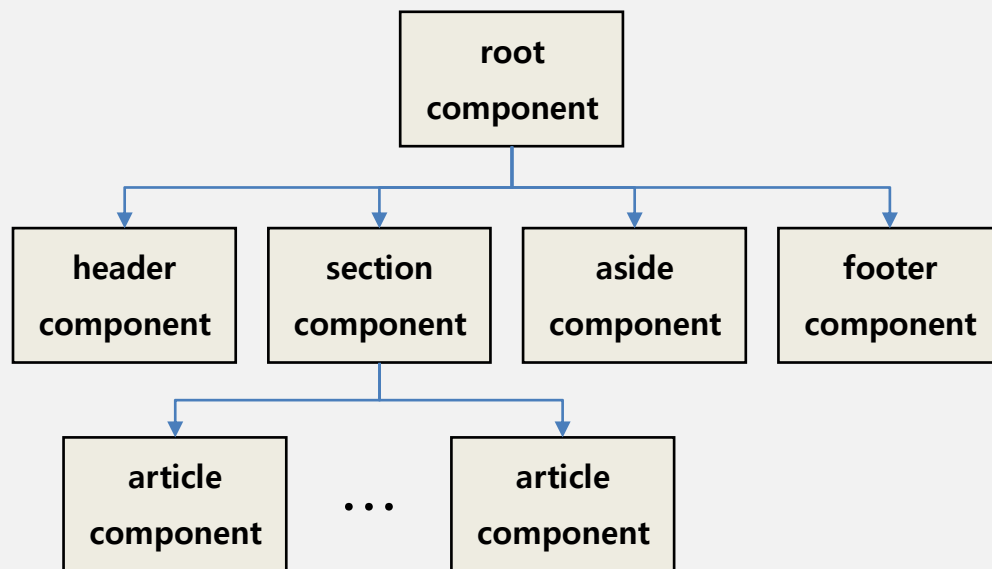 root
component
header
component
section
component
aside
component
footer
component
article
component
...
article
component